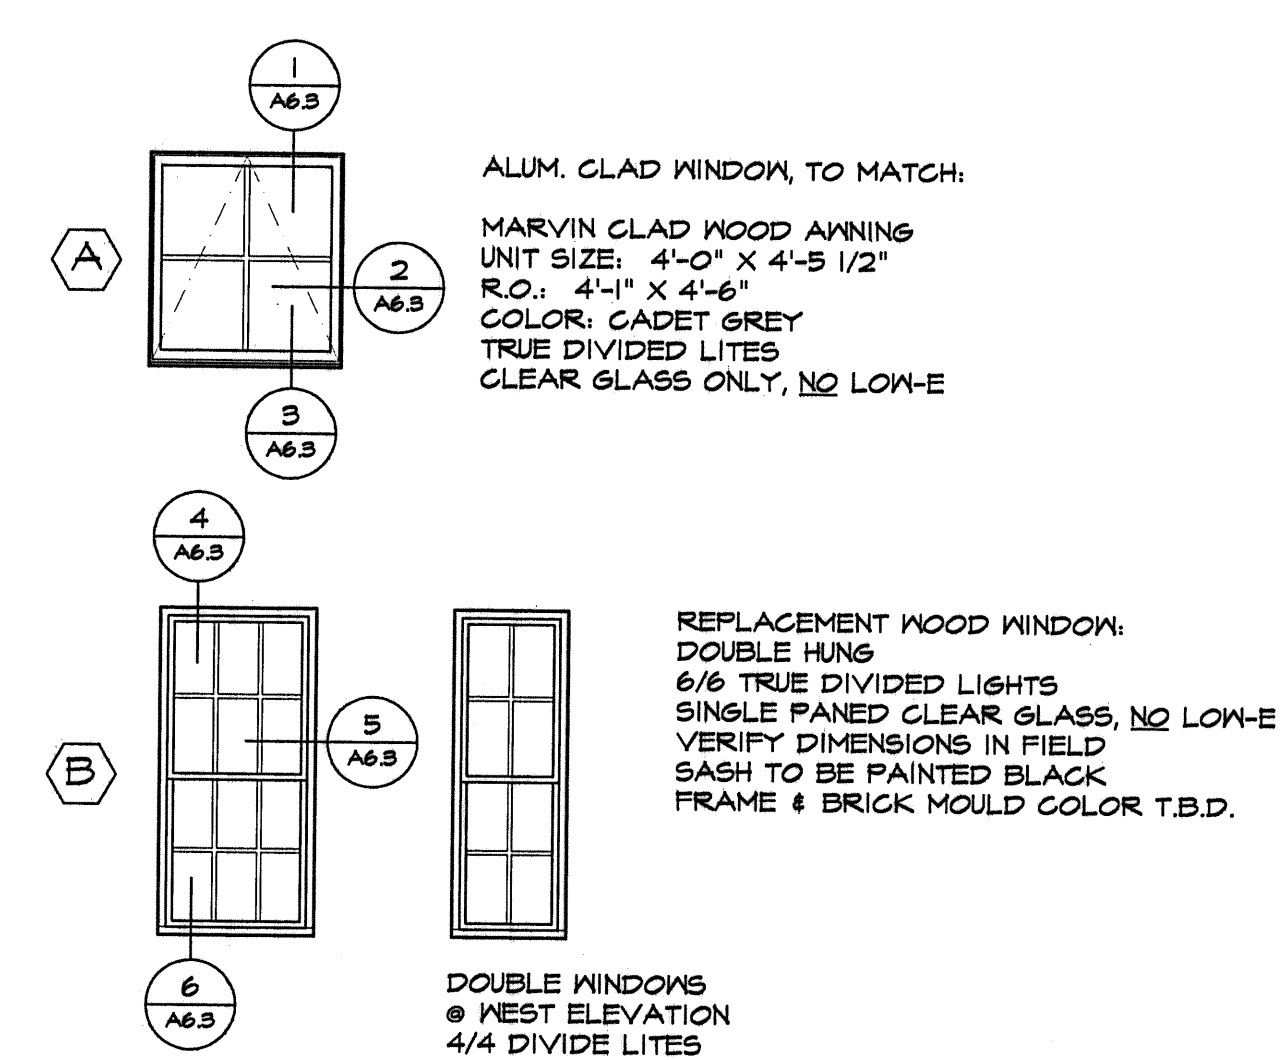 1
A6.3
ALUM. CLAD WINDOW, TO MATCH:
MARVIN CLAD WOOD AWNING
UNIT SIZE: 4'-0" X 4'-5 1/2"
R.O.: 4'-1" X 4'-6"
COLOR: CADET GREY
TRUE DIVIDED LITES
CLEAR GLASS ONLY, NO LOW-E
A
2
A6.3
3
A6.3
4
A6.3
REPLACEMENT WOOD WINDOW:
DOUBLE HUNG
6/6 TRUE DIVIDED LIGHTS
SINGLE PANED CLEAR GLASS, NO LOW-E
VERIFY DIMENSIONS IN FIELD
SASH TO BE PAINTED BLACK
FRAME & BRICK MOULD COLOR T.B.D.
B
5
A6.3
6
A6.3
DOUBLE WINDOWS
@ WEST ELEVATION
4/4 DIVIDE LITES